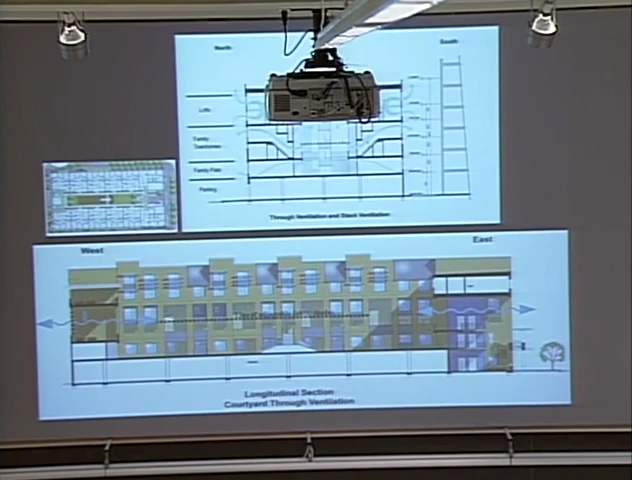 North
South
Lofts
Family
Townhomes
Family Flats
Parking
Through Ventilation and Stack Ventilation
West
East
Longitudinal Section
Courtyard Through Ventilation